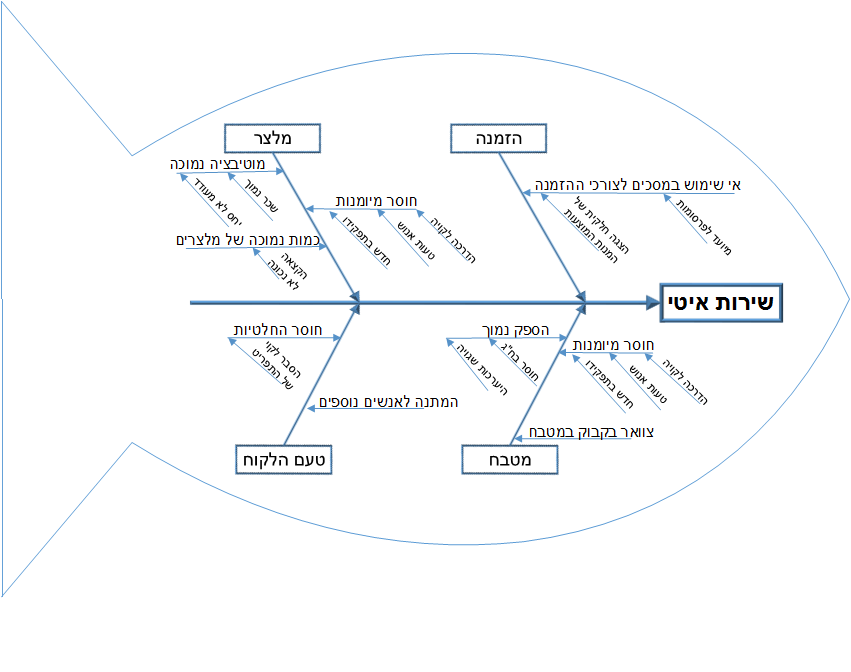 הזמנה
מלצר
אי שימוש במסכים לצורכי ההזמנה
מיועד לפרסומות
הצגה חלקית של
המנות המוצעות
מוטיבציה נמוכה
שכר נמוך
יחס לא מעודד
חוסר מיומנות
הדרכה לקויה
טעות אנוש
חדש בתפקידו
כמות נמוכה של מלצרים
הקצאה
לא נכונה
שירות איטי
הספק נמוך
חוסר בח"ג
היערכות שגויה
חוסר מיומנות
הדרכה לקויה
טעות אנוש
חדש בתפקידו
צוואר בקבוק במטבח
מטבח
חוסר החלטיות
הסבר לקוי
של התפריט
המתנה לאנשים נוספים
טעם הלקוח